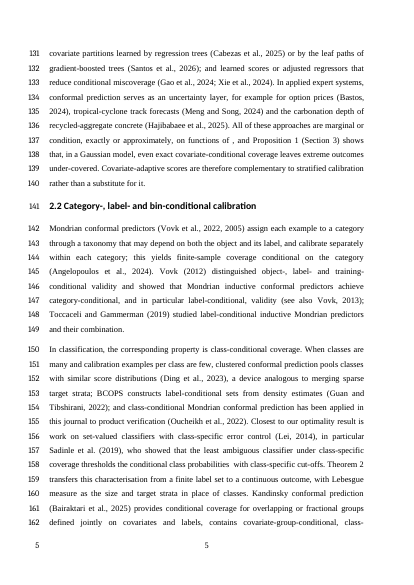 131 covariate partitions learned by regression trees (Cabezas et al., 2025) or by the leaf paths of
132 gradient-boosted trees (Santos et al., 2026); and learned scores or adjusted regressors that
133 reduce conditional miscoverage (Gao et al., 2024; Xie et al., 2024). In applied expert systems,
134 conformal prediction serves as an uncertainty layer, for example for option prices (Bastos,
135 2024), tropical-cyclone track forecasts (Meng and Song, 2024) and the carbonation depth of
136 recycled-aggregate concrete (Hajibabaee et al., 2025). All of these approaches are marginal or
137 condition, exactly or approximately, on functions of , and Proposition 1 (Section 3) shows
138 that, in a Gaussian model, even exact covariate-conditional coverage leaves extreme outcomes
139 under-covered. Covariate-adaptive scores are therefore complementary to stratified calibration
140 rather than a substitute for it.
141 2.2 Category-, label- and bin-conditional calibration
142 Mondrian conformal predictors (Vovk et al., 2022, 2005) assign each example to a category
143 through a taxonomy that may depend on both the object and its label, and calibrate separately
144 within each category; this yields finite-sample coverage conditional on the category
145 (Angelopoulos et al., 2024). Vovk (2012) distinguished object-, label- and training-
146 conditional validity and showed that Mondrian inductive conformal predictors achieve
147 category-conditional, and in particular label-conditional, validity (see also Vovk, 2013);
148 Toccaceli and Gammerman (2019) studied label-conditional inductive Mondrian predictors
149 and their combination.
150 In classification, the corresponding property is class-conditional coverage. When classes are
151 many and calibration examples per class are few, clustered conformal prediction pools classes
152 with similar score distributions (Ding et al., 2023), a device analogous to merging sparse
153 target strata; BCOPS constructs label-conditional sets from density estimates (Guan and
154 Tibshirani, 2022); and class-conditional Mondrian conformal prediction has been applied in
155 this journal to product verification (Oucheikh et al., 2022). Closest to our optimality result is
156 work on set-valued classifiers with class-specific error control (Lei, 2014), in particular
157 Sadinle et al. (2019), who showed that the least ambiguous classifier under class-specific
158 coverage thresholds the conditional class probabilities with class-specific cut-offs. Theorem 2
159 transfers this characterisation from a finite label set to a continuous outcome, with Lebesgue
160 measure as the size and target strata in place of classes. Kandinsky conformal prediction
161 (Bairaktari et al., 2025) provides conditional coverage for overlapping or fractional groups
162 defined jointly on covariates and labels, contains covariate-group-conditional, class-
5 5